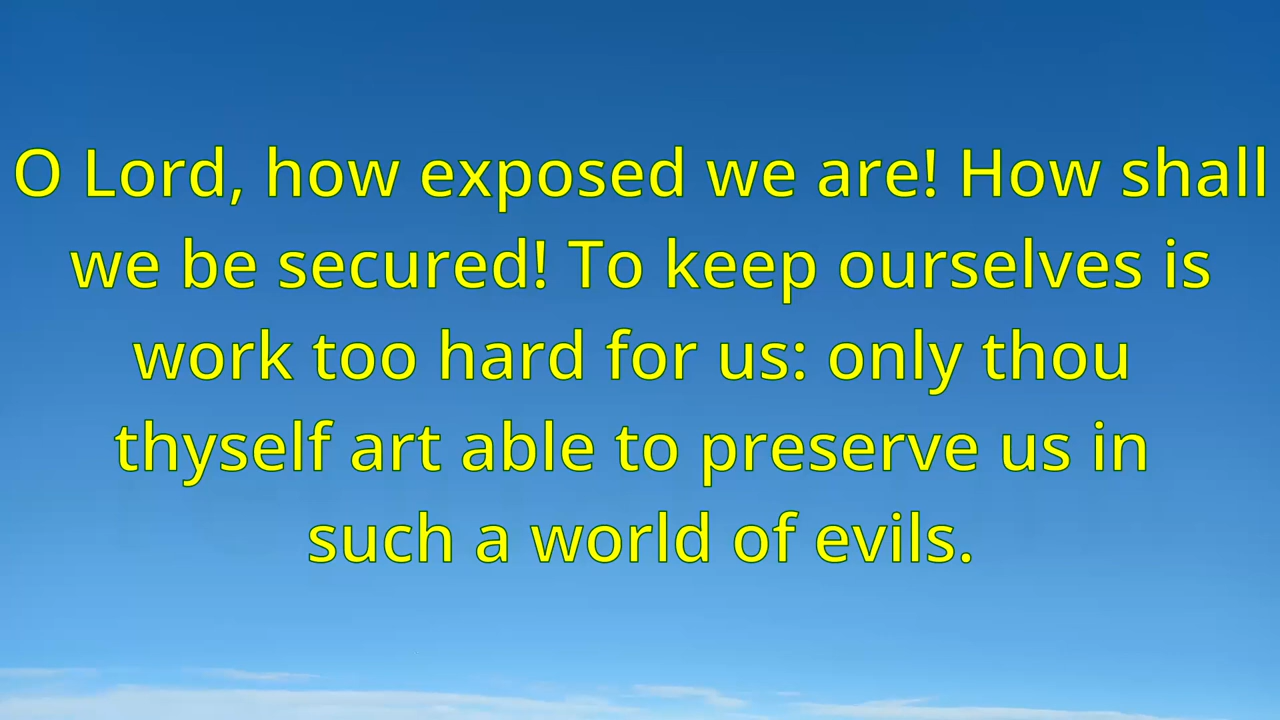 O Lord, how exposed we are! How shall
we be secured! To keep ourselves is
work too hard for us: only thou
thyself art able to preserve us in
such a world of evils.